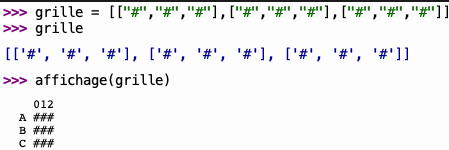 >>> grille = [["#","#","#"],["#","#","#"],["#","#","#"]]
>>> grille
[['#', '#', '#'], ['#', '#', '#'], ['#', '#', '#']]
>>> affichage(grille)
  012
A ###
B ###
C ###